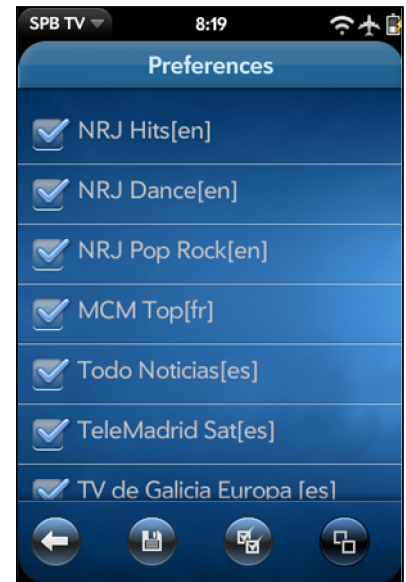 SPB TV 8:19
Preferences
NRJ Hits[en]
NRJ Dance[en]
NRJ Pop Rock[en]
MCM Top[fr]
Todo Noticias[es]
TeleMadrid Sat[es]
TV de Galicia Europa [es]